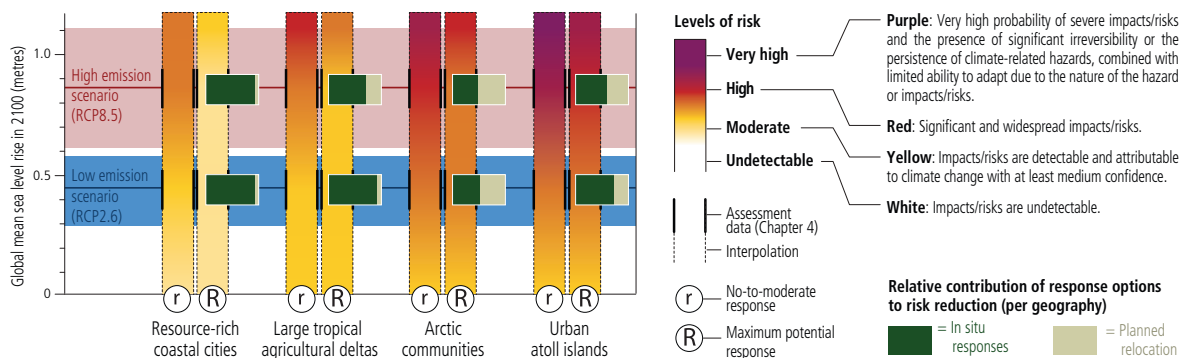 Global mean sea level rise in 2100 (metres)
1.0
0.5
0
High emission
scenario
(RCP8.5)
Low emission
scenario
(RCP2.6)
r
R
r
R
r
R
r
R
Resource-rich
coastal cities
Large tropical
agricultural deltas
Arctic
communities
Urban
atoll islands
Levels of risk
Very high
High
Moderate
Undetectable
Assessment
data (Chapter 4)
Interpolation
r
No-to-moderate
response
R
Maximum potential
response
Purple: Very high probability of severe impacts/risks
and the presence of significant irreversibility or the
persistence of climate-related hazards, combined with
limited ability to adapt due to the nature of the hazard
or impacts/risks.
Red: Significant and widespread impacts/risks.
Yellow: Impacts/risks are detectable and attributable
to climate change with at least medium confidence.
White: Impacts/risks are undetectable.
Relative contribution of response options
to risk reduction (per geography)
= In situ
responses
= Planned
relocation